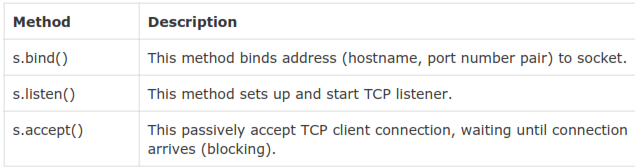 Method Description
s.bind() This method binds address (hostname, port number pair) to socket.
s.listen() This method sets up and start TCP listener.
s.accept() This passively accept TCP client connection, waiting until connection
arrives (blocking).